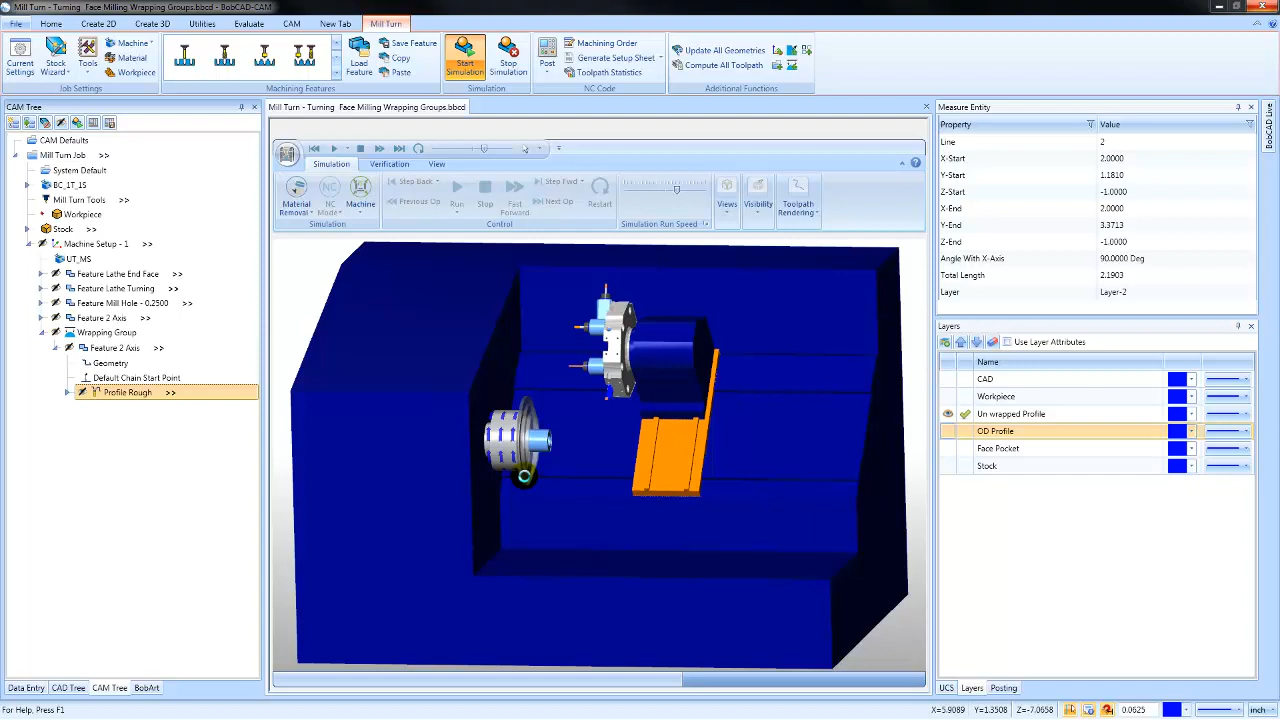 Mill Turn - Turning  Face Milling Wrapping Groups.bbcd - BobCAD-CAM
File Home Create 2D Create 3D Utilities Evaluate CAM New Tab Mill Turn
Current Settings Stock Wizard Tools Machine Material Workpiece
Load Feature Save Feature Copy Paste
Start Simulation Stop Simulation
Post Machining Order Generate Setup Sheet Toolpath Statistics
Update All Geometries Compute All Toolpath
Job Settings Machining Features Simulation NC Code Additional Functions
CAM Tree
CAM Defaults
Mill Turn Job >>
System Default
BC_LT_1S
Mill Turn Tools >>
Workpiece
Stock >>
Machine Setup - 1 >>
UT_MS
Feature Lathe End Face >>
Feature Lathe Turning >>
Feature Mill Hole - 0.2500 >>
Feature 2 Axis >>
Wrapping Group
Feature 2 Axis >>
Geometry
Default Chain Start Point
Profile Rough >>
Data Entry CAD Tree CAM Tree BobArt
Mill Turn - Turning  Face Milling Wrapping Groups.bbcd
Simulation Verification View
Material Removal NC Mode Machine
Step Back Previous Op Run Stop Fast Forward Step Fwd Next Op Restart
Views Visibility Toolpath Rendering
Simulation Control Simulation Run Speed
Measure Entity
Property Value
Line 2
X-Start 2.0000
Y-Start 1.1810
Z-Start -1.0000
X-End 2.0000
Y-End 3.3713
Z-End -1.0000
Angle With X-Axis 90.0000 Deg
Total Length 2.1903
Layer Layer-2
Layers
Use Layer Attributes
Name
CAD
Workpiece
Un wrapped Profile
OD Profile
Face Pocket
Stock
UCS Layers Posting
BobCAD Live
For Help, Press F1
X=5.9089 Y=1.3508 Z=-7.0658 0.0625 inch